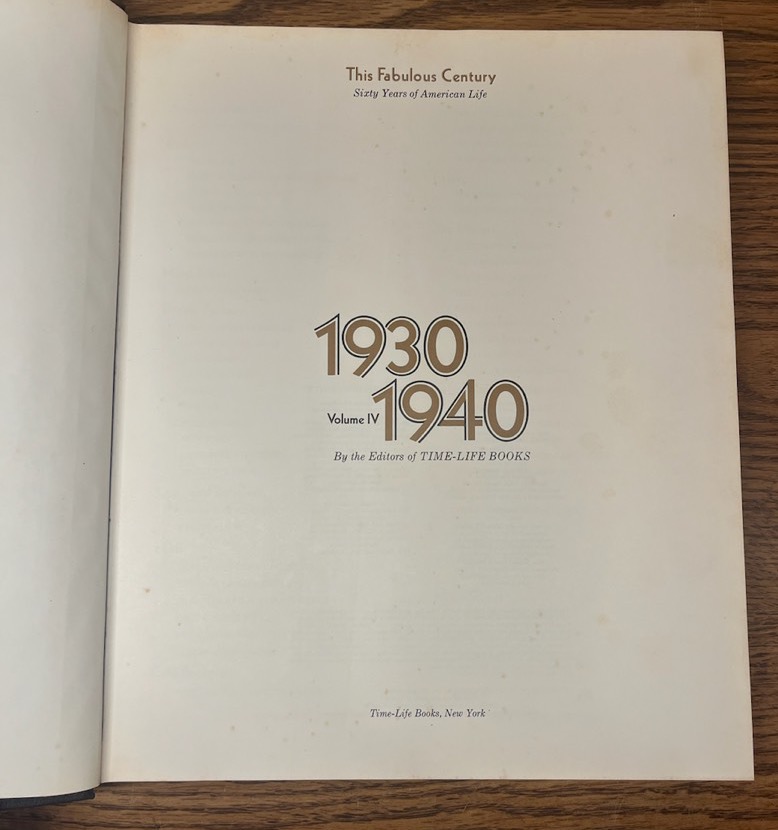 This Fabulous Century
Sixty Years of American Life
1930
Volume IV 1940
By the Editors of TIME-LIFE BOOKS
Time-Life Books, New York